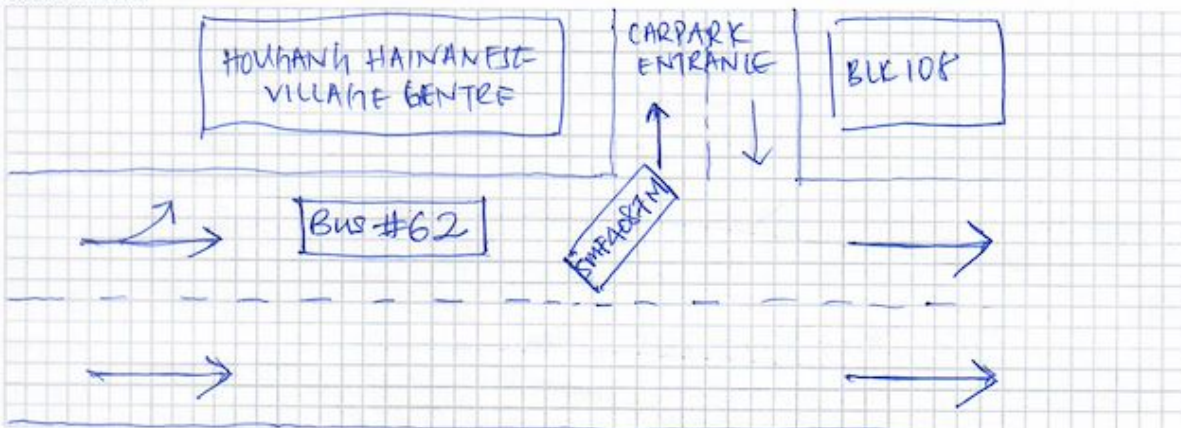 HOUGANG HAINANESE
VILLAGE CENTRE
CARPARK
ENTRANCE
BLK 108
Bus #62
SMF4087M